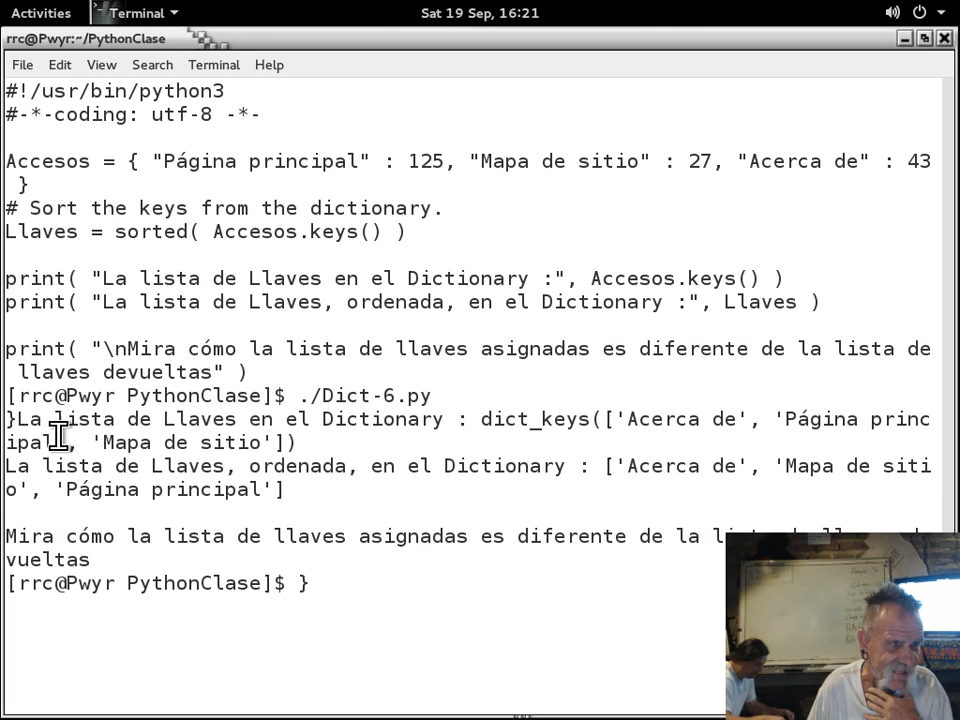 Activities
Terminal
Sat 19 Sep, 16:21
rrc@Pwyr:~/PythonClase
File Edit View Search Terminal Help
#!/usr/bin/python3
#-*-coding: utf-8 -*-
Accesos = { "Página principal" : 125, "Mapa de sitio" : 27, "Acerca de" : 43
}
# Sort the keys from the dictionary.
Llaves = sorted( Accesos.keys() )
print( "La lista de Llaves en el Dictionary :", Accesos.keys() )
print( "La lista de Llaves, ordenada, en el Dictionary :", Llaves )
print( "\nMira cómo la lista de llaves asignadas es diferente de la lista de
llaves devueltas" )
[rrc@Pwyr PythonClase]$ ./Dict-6.py
}La lista de Llaves en el Dictionary : dict_keys(['Acerca de', 'Página princ
ipal', 'Mapa de sitio'])
La lista de Llaves, ordenada, en el Dictionary : ['Acerca de', 'Mapa de siti
o', 'Página principal']
Mira cómo la lista de llaves asignadas es diferente de la
vueltas
[rrc@Pwyr PythonClase]$ }